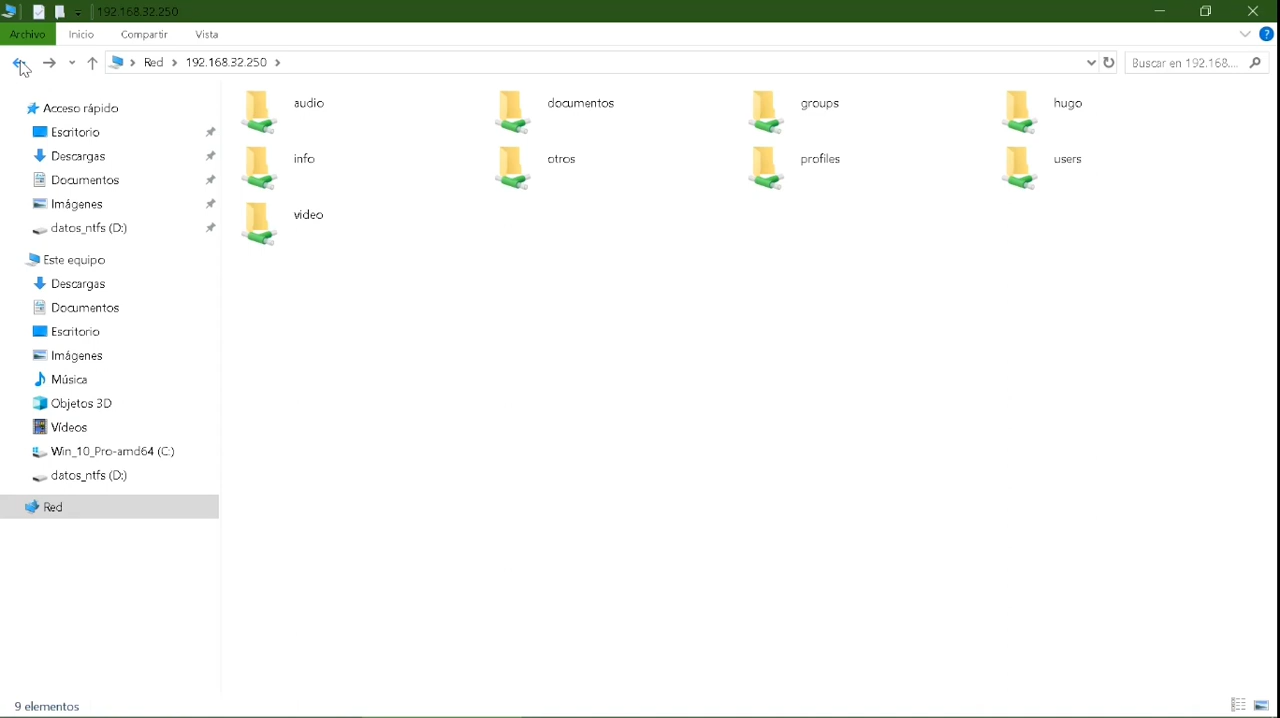 192.168.32.250
Archivo Inicio Compartir Vista
Red 192.168.32.250 Buscar en 192.168....
Acceso rápido
Escritorio
Descargas
Documentos
Imágenes
datos_ntfs (D:)
Este equipo
Descargas
Documentos
Escritorio
Imágenes
Música
Objetos 3D
Vídeos
Win_10_Pro-amd64 (C:)
datos_ntfs (D:)
Red
audio documentos groups hugo
info otros profiles users
video
9 elementos